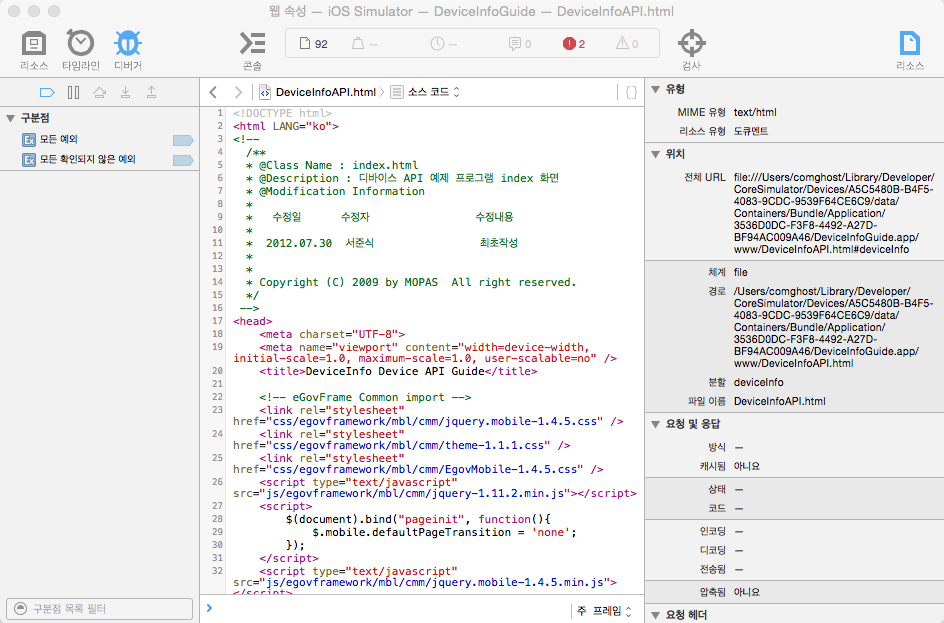 웹 속성 — iOS Simulator — DeviceInfoGuide — DeviceInfoAPI.html
92 — — 0 2 0
리소스 타임라인 디버거 콘솔 검사 리소스
DeviceInfoAPI.html 소스 코드 {}
구분점
모든 예외
모든 확인되지 않은 예외
구분점 목록 필터
1 <!DOCTYPE html>
2 <html LANG="ko">
3 <!--
4 /**
5 * @Class Name : index.html
6 * @Description : 디바이스 API 예제 프로그램 index 화면
7 * @Modification Information
8 *
9 * 수정일 수정자 수정내용
10 *
11 * 2012.07.30 서준식 최초작성
12 *
13 *
14 * Copyright (C) 2009 by MOPAS All right reserved.
15 */
16 -->
17 <head>
18 <meta charset="UTF-8">
19 <meta name="viewport" content="width=device-width,
initial-scale=1.0, maximum-scale=1.0, user-scalable=no" />
20 <title>DeviceInfo Device API Guide</title>
21
22 <!-- eGovFrame Common import -->
23 <link rel="stylesheet"
href="css/egovframework/mbl/cmm/jquery.mobile-1.4.5.css" />
24 <link rel="stylesheet"
href="css/egovframework/mbl/cmm/theme-1.1.1.css" />
25 <link rel="stylesheet"
href="css/egovframework/mbl/cmm/EgovMobile-1.4.5.css" />
26 <script type="text/javascript"
src="js/egovframework/mbl/cmm/jquery-1.11.2.min.js"></script>
27 <script>
28 $(document).bind("pageinit", function(){
29 $.mobile.defaultPageTransition = 'none';
30 });
31 </script>
32 <script type="text/javascript"
src="js/egovframework/mbl/cmm/jquery.mobile-1.4.5.min.js">
</script>
주 프레임
유형
MIME 유형 text/html
리소스 유형 도큐멘트
위치
전체 URL file:///Users/comghost/Library/Developer/
CoreSimulator/Devices/A5C5480B-B4F5-
4083-9CDC-9539F64CE6C9/data/
Containers/Bundle/Application/
3536D0DC-F3F8-4492-A27D-
BF94AC009A46/DeviceInfoGuide.app/
www/DeviceInfoAPI.html#deviceInfo
체계 file
경로 /Users/comghost/Library/Developer/
CoreSimulator/Devices/A5C5480B-B4F5-
4083-9CDC-9539F64CE6C9/data/
Containers/Bundle/Application/
3536D0DC-F3F8-4492-A27D-
BF94AC009A46/DeviceInfoGuide.app/
www/DeviceInfoAPI.html
분할 deviceInfo
파일 이름 DeviceInfoAPI.html
요청 및 응답
방식 —
캐시됨 아니요
상태 —
코드 —
인코딩 —
디코딩 —
전송됨 —
압축됨 아니요
요청 헤더